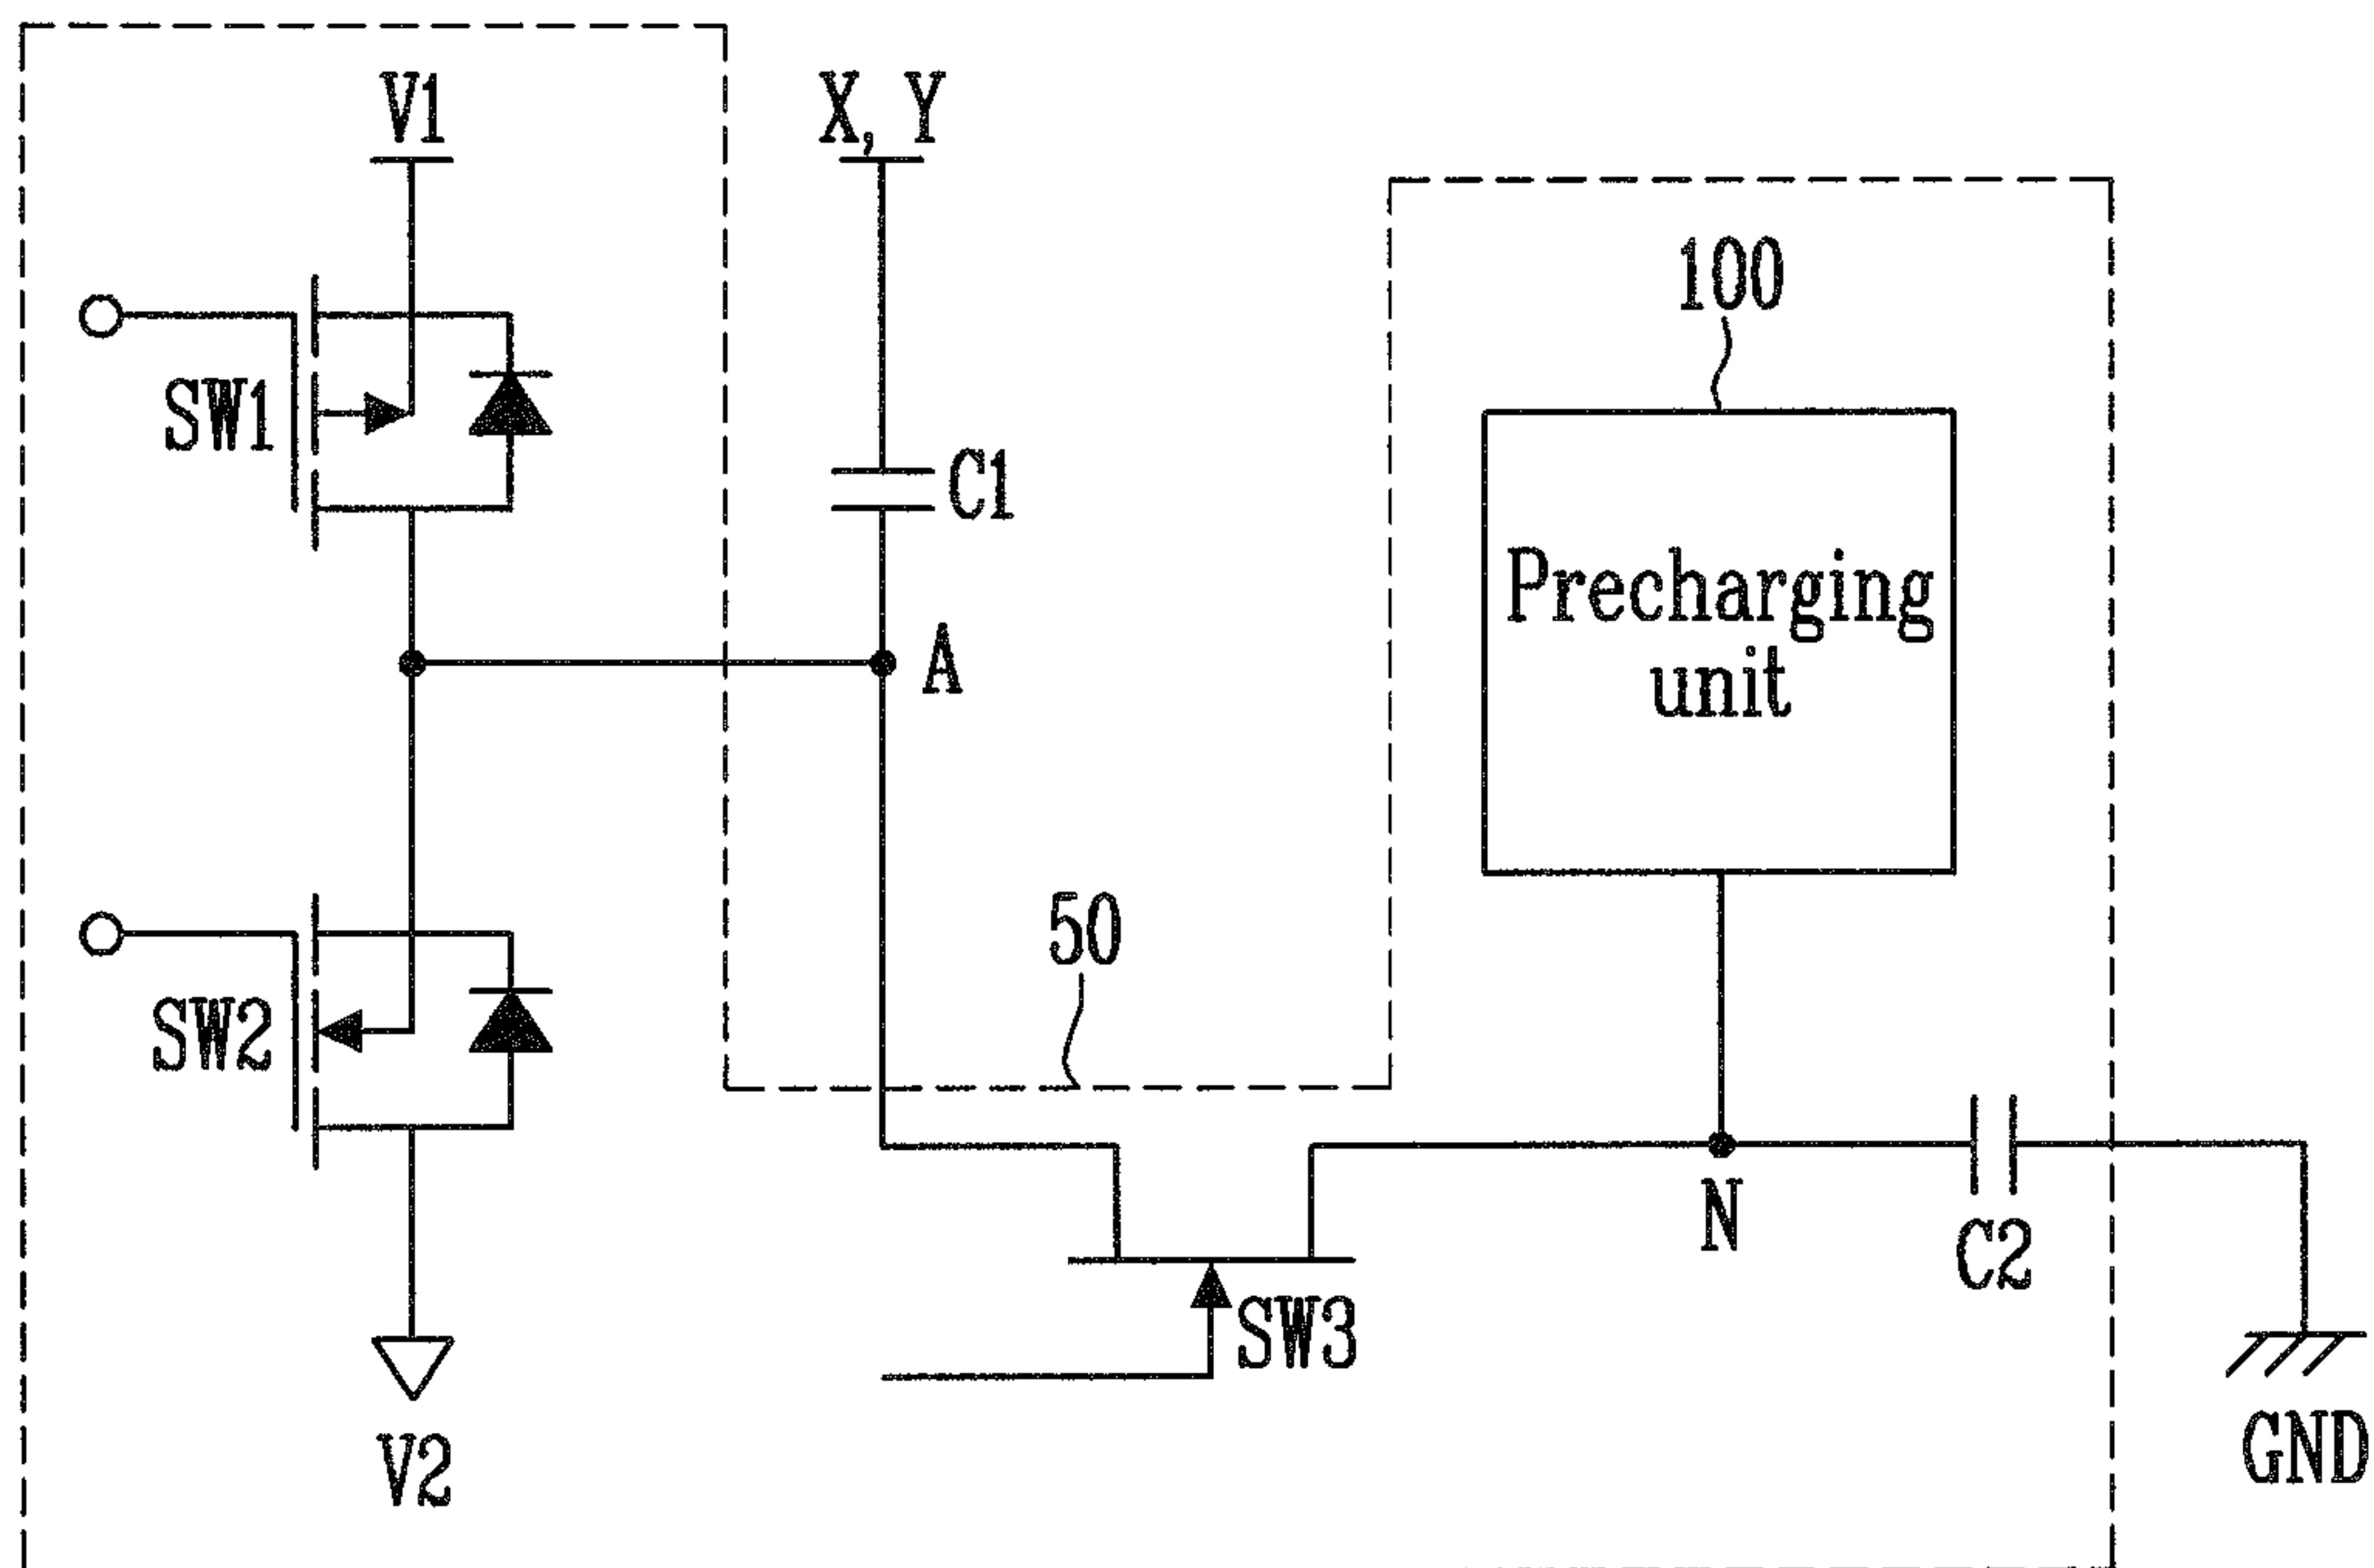 V1
X, Y
100
SW1
C1
Precharging
unit
A
50
SW2
N
C2
SW3
V2
GND